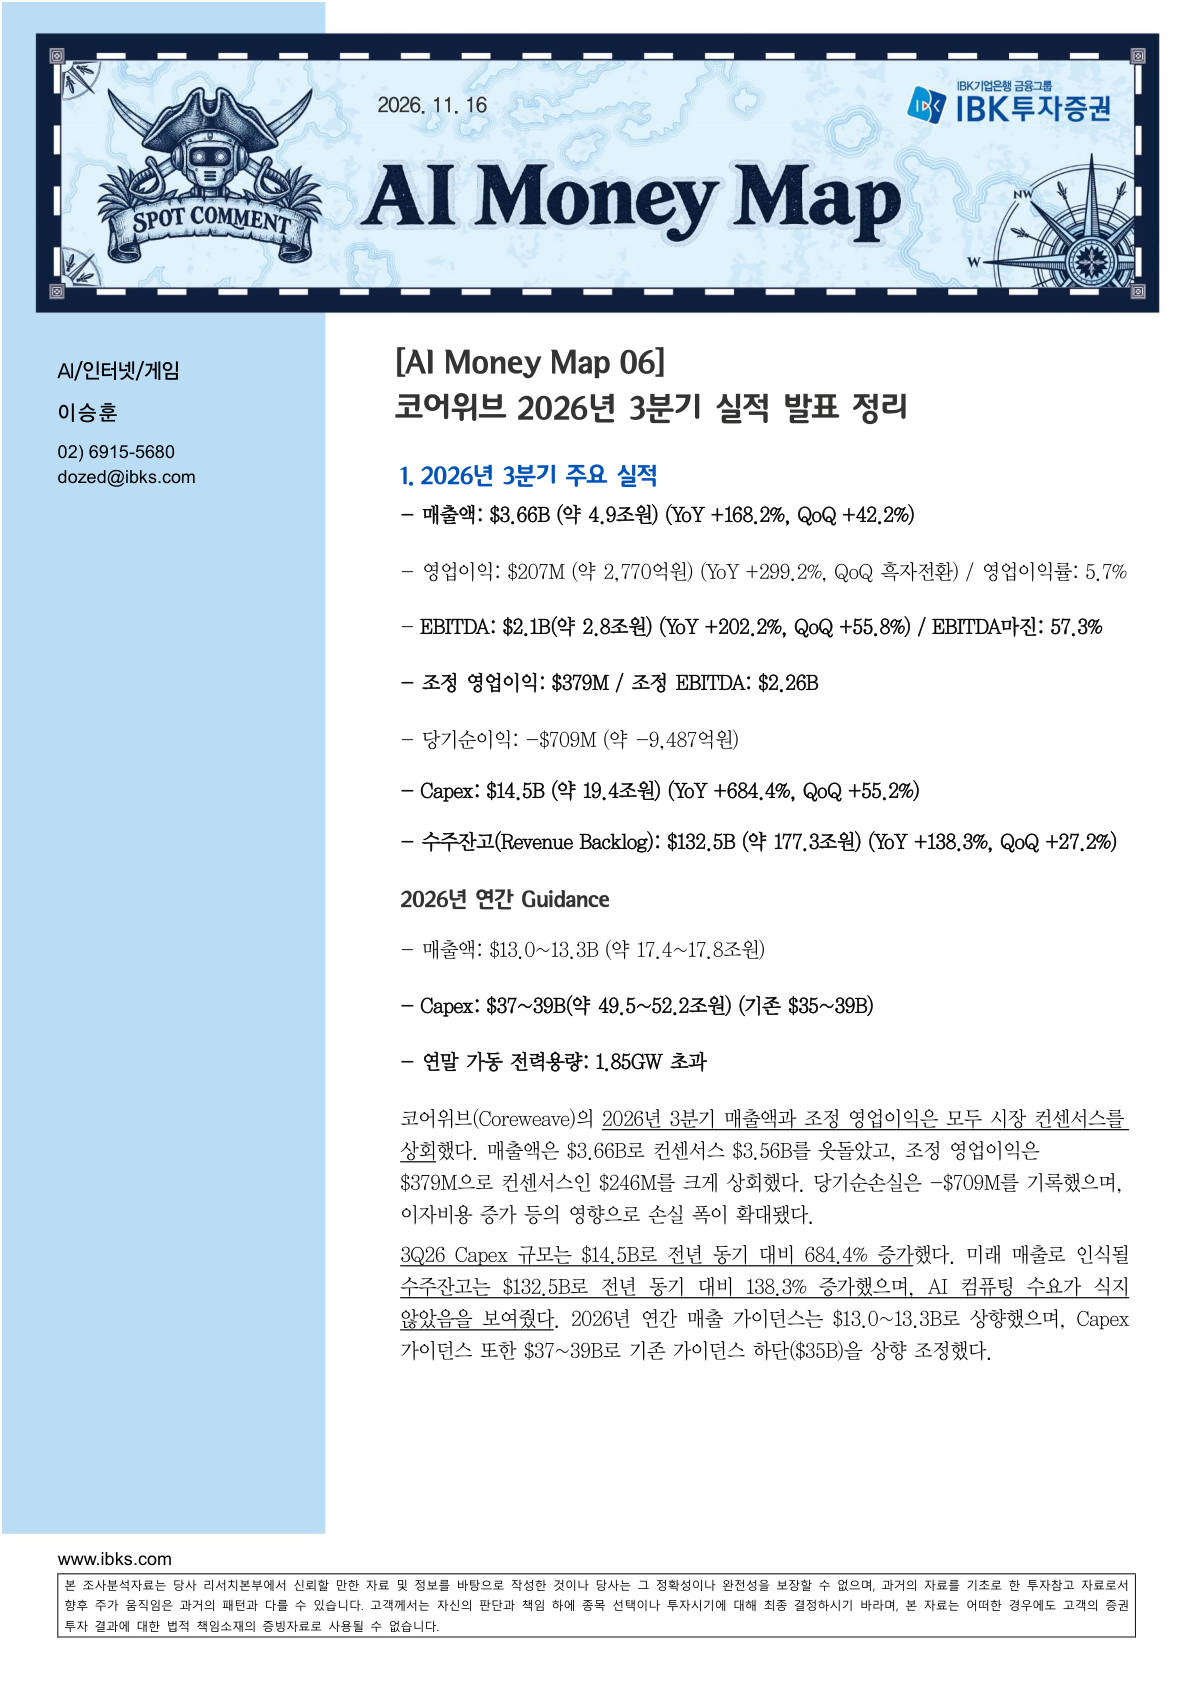 2026. 11. 16
IBK기업은행 금융그룹
IBK투자증권
SPOT COMMENT
AI Money Map
NW
W
AI/인터넷/게임
이승훈
02) 6915-5680
dozed@ibks.com
[AI Money Map 06]
코어위브 2026년 3분기 실적 발표 정리
1. 2026년 3분기 주요 실적
- 매출액: $3.66B (약 4.9조원) (YoY +168.2%, QoQ +42.2%)
- 영업이익: $207M (약 2,770억원) (YoY +299.2%, QoQ 흑자전환) / 영업이익률: 5.7%
- EBITDA: $2.1B(약 2.8조원) (YoY +202.2%, QoQ +55.8%) / EBITDA마진: 57.3%
- 조정 영업이익: $379M / 조정 EBITDA: $2.26B
- 당기순이익: -$709M (약 -9,487억원)
- Capex: $14.5B (약 19.4조원) (YoY +684.4%, QoQ +55.2%)
- 수주잔고(Revenue Backlog): $132.5B (약 177.3조원) (YoY +138.3%, QoQ +27.2%)
2026년 연간 Guidance
- 매출액: $13.0~13.3B (약 17.4~17.8조원)
- Capex: $37~39B(약 49.5~52.2조원) (기존 $35~39B)
- 연말 가동 전력용량: 1.85GW 초과
코어위브(Coreweave)의 2026년 3분기 매출액과 조정 영업이익은 모두 시장 컨센서스를
상회했다. 매출액은 $3.66B로 컨센서스 $3.56B를 웃돌았고, 조정 영업이익은
$379M으로 컨센서스인 $246M를 크게 상회했다. 당기순손실은 -$709M를 기록했으며,
이자비용 증가 등의 영향으로 손실 폭이 확대됐다.
3Q26 Capex 규모는 $14.5B로 전년 동기 대비 684.4% 증가했다. 미래 매출로 인식될
수주잔고는 $132.5B로 전년 동기 대비 138.3% 증가했으며, AI 컴퓨팅 수요가 식지
않았음을 보여줬다. 2026년 연간 매출 가이던스는 $13.0~13.3B로 상향했으며, Capex
가이던스 또한 $37~39B로 기존 가이던스 하단($35B)을 상향 조정했다.
www.ibks.com
본 조사분석자료는 당사 리서치본부에서 신뢰할 만한 자료 및 정보를 바탕으로 작성한 것이나 당사는 그 정확성이나 완전성을 보장할 수 없으며, 과거의 자료를 기초로 한 투자참고 자료로서
향후 주가 움직임은 과거의 패턴과 다를 수 있습니다. 고객께서는 자신의 판단과 책임 하에 종목 선택이나 투자시기에 대해 최종 결정하시기 바라며, 본 자료는 어떠한 경우에도 고객의 증권
투자 결과에 대한 법적 책임소재의 증빙자료로 사용될 수 없습니다.